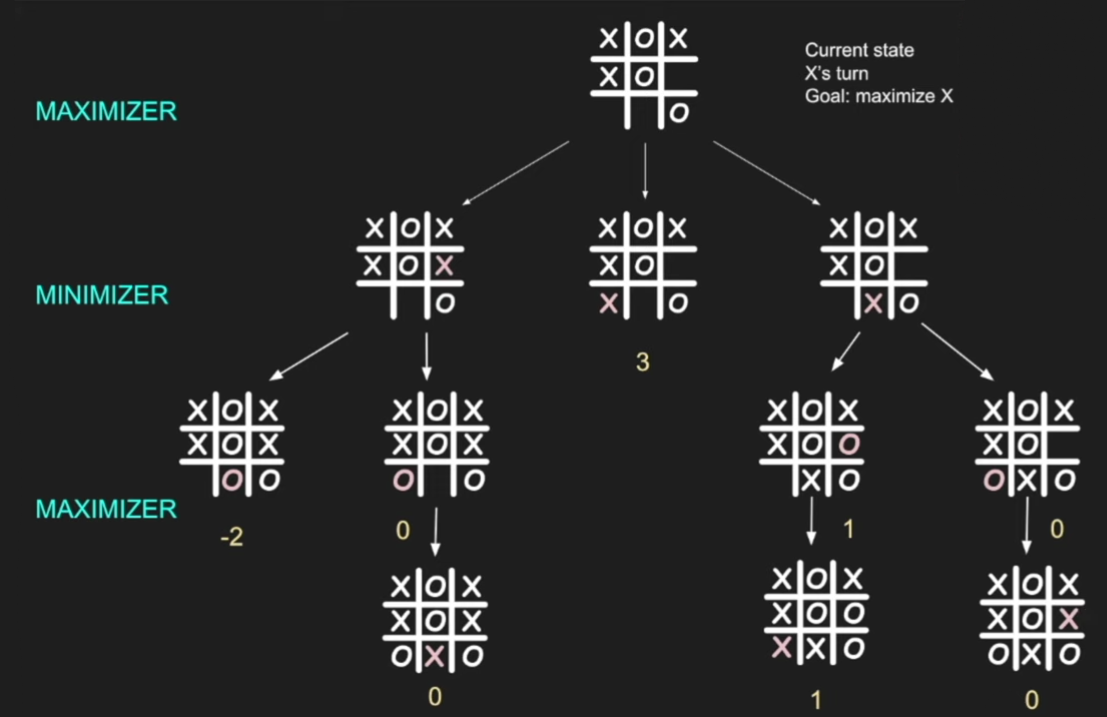 X O X
X O
O
Current state
X's turn
Goal: maximize X
MAXIMIZER
X O X
X O X
O
X O X
X O
X O
X O X
X O
X O
MINIMIZER
3
X O X
X O X
O O
X O X
X O X
O O
X O X
X O O
X O
X O X
X O
O X O
MAXIMIZER
-2
0
1
0
X O X
X O X
O X O
X O X
X O O
X X O
X O X
X O X
O X O
0
1
0